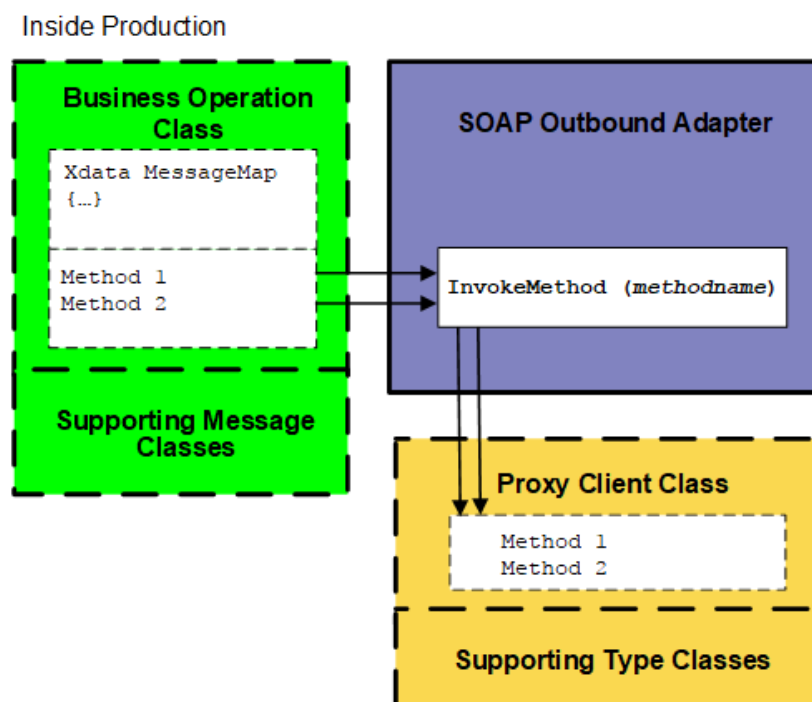 Inside Production
Business Operation
Class
Xdata MessageMap
{…}
Method 1
Method 2
Supporting Message
Classes
SOAP Outbound Adapter
InvokeMethod (methodname)
Proxy Client Class
Method 1
Method 2
Supporting Type Classes